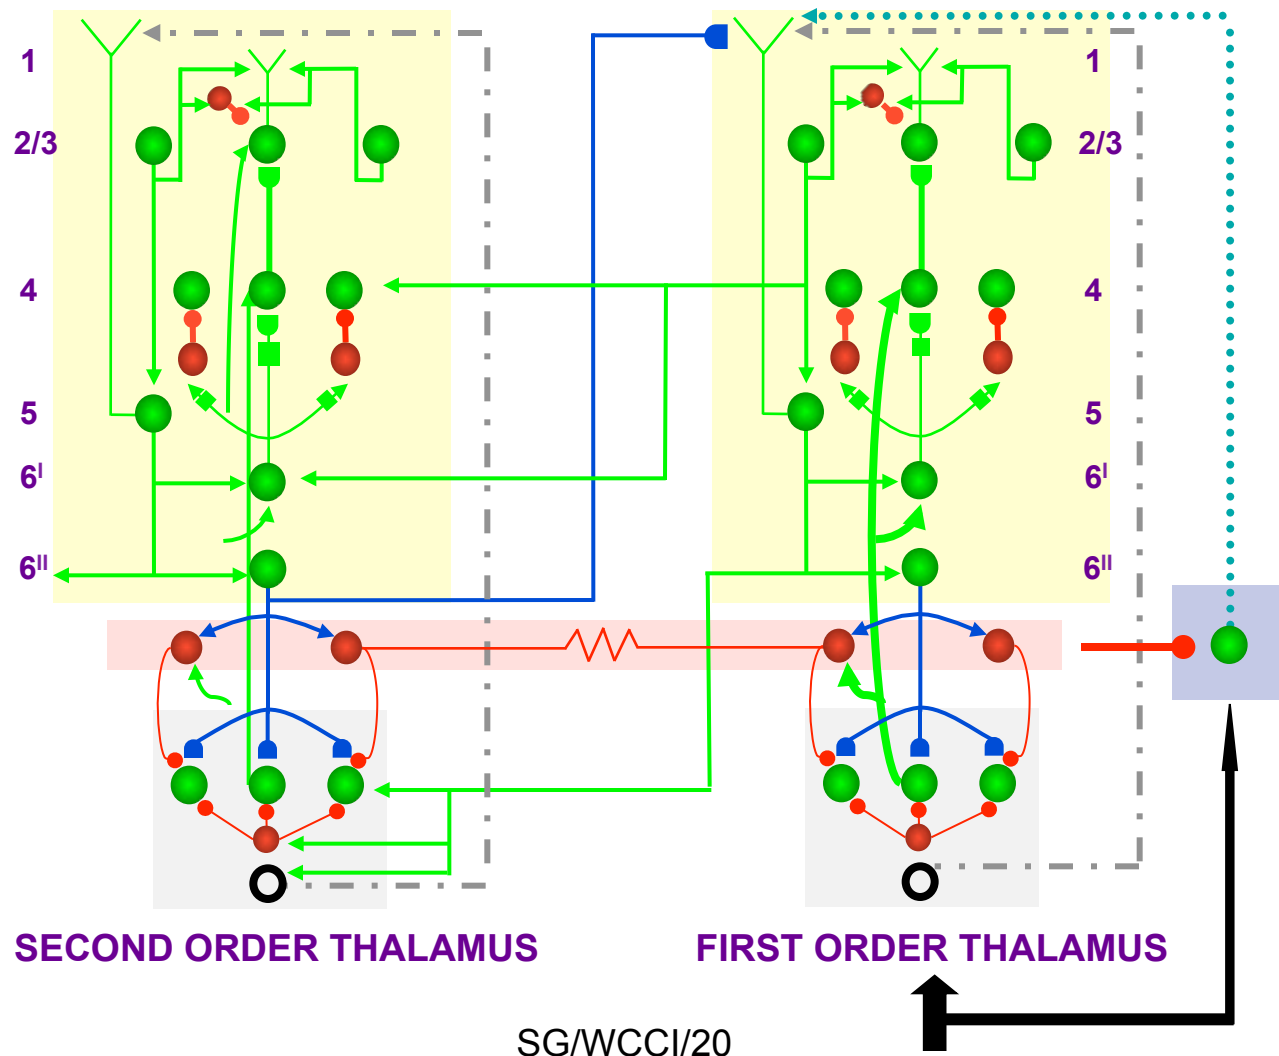 1
2/3
4
5
6ᴵ
6ᴵᴵ
1
2/3
4
5
6ᴵ
6ᴵᴵ
SECOND ORDER THALAMUS
FIRST ORDER THALAMUS
SG/WCCI/20